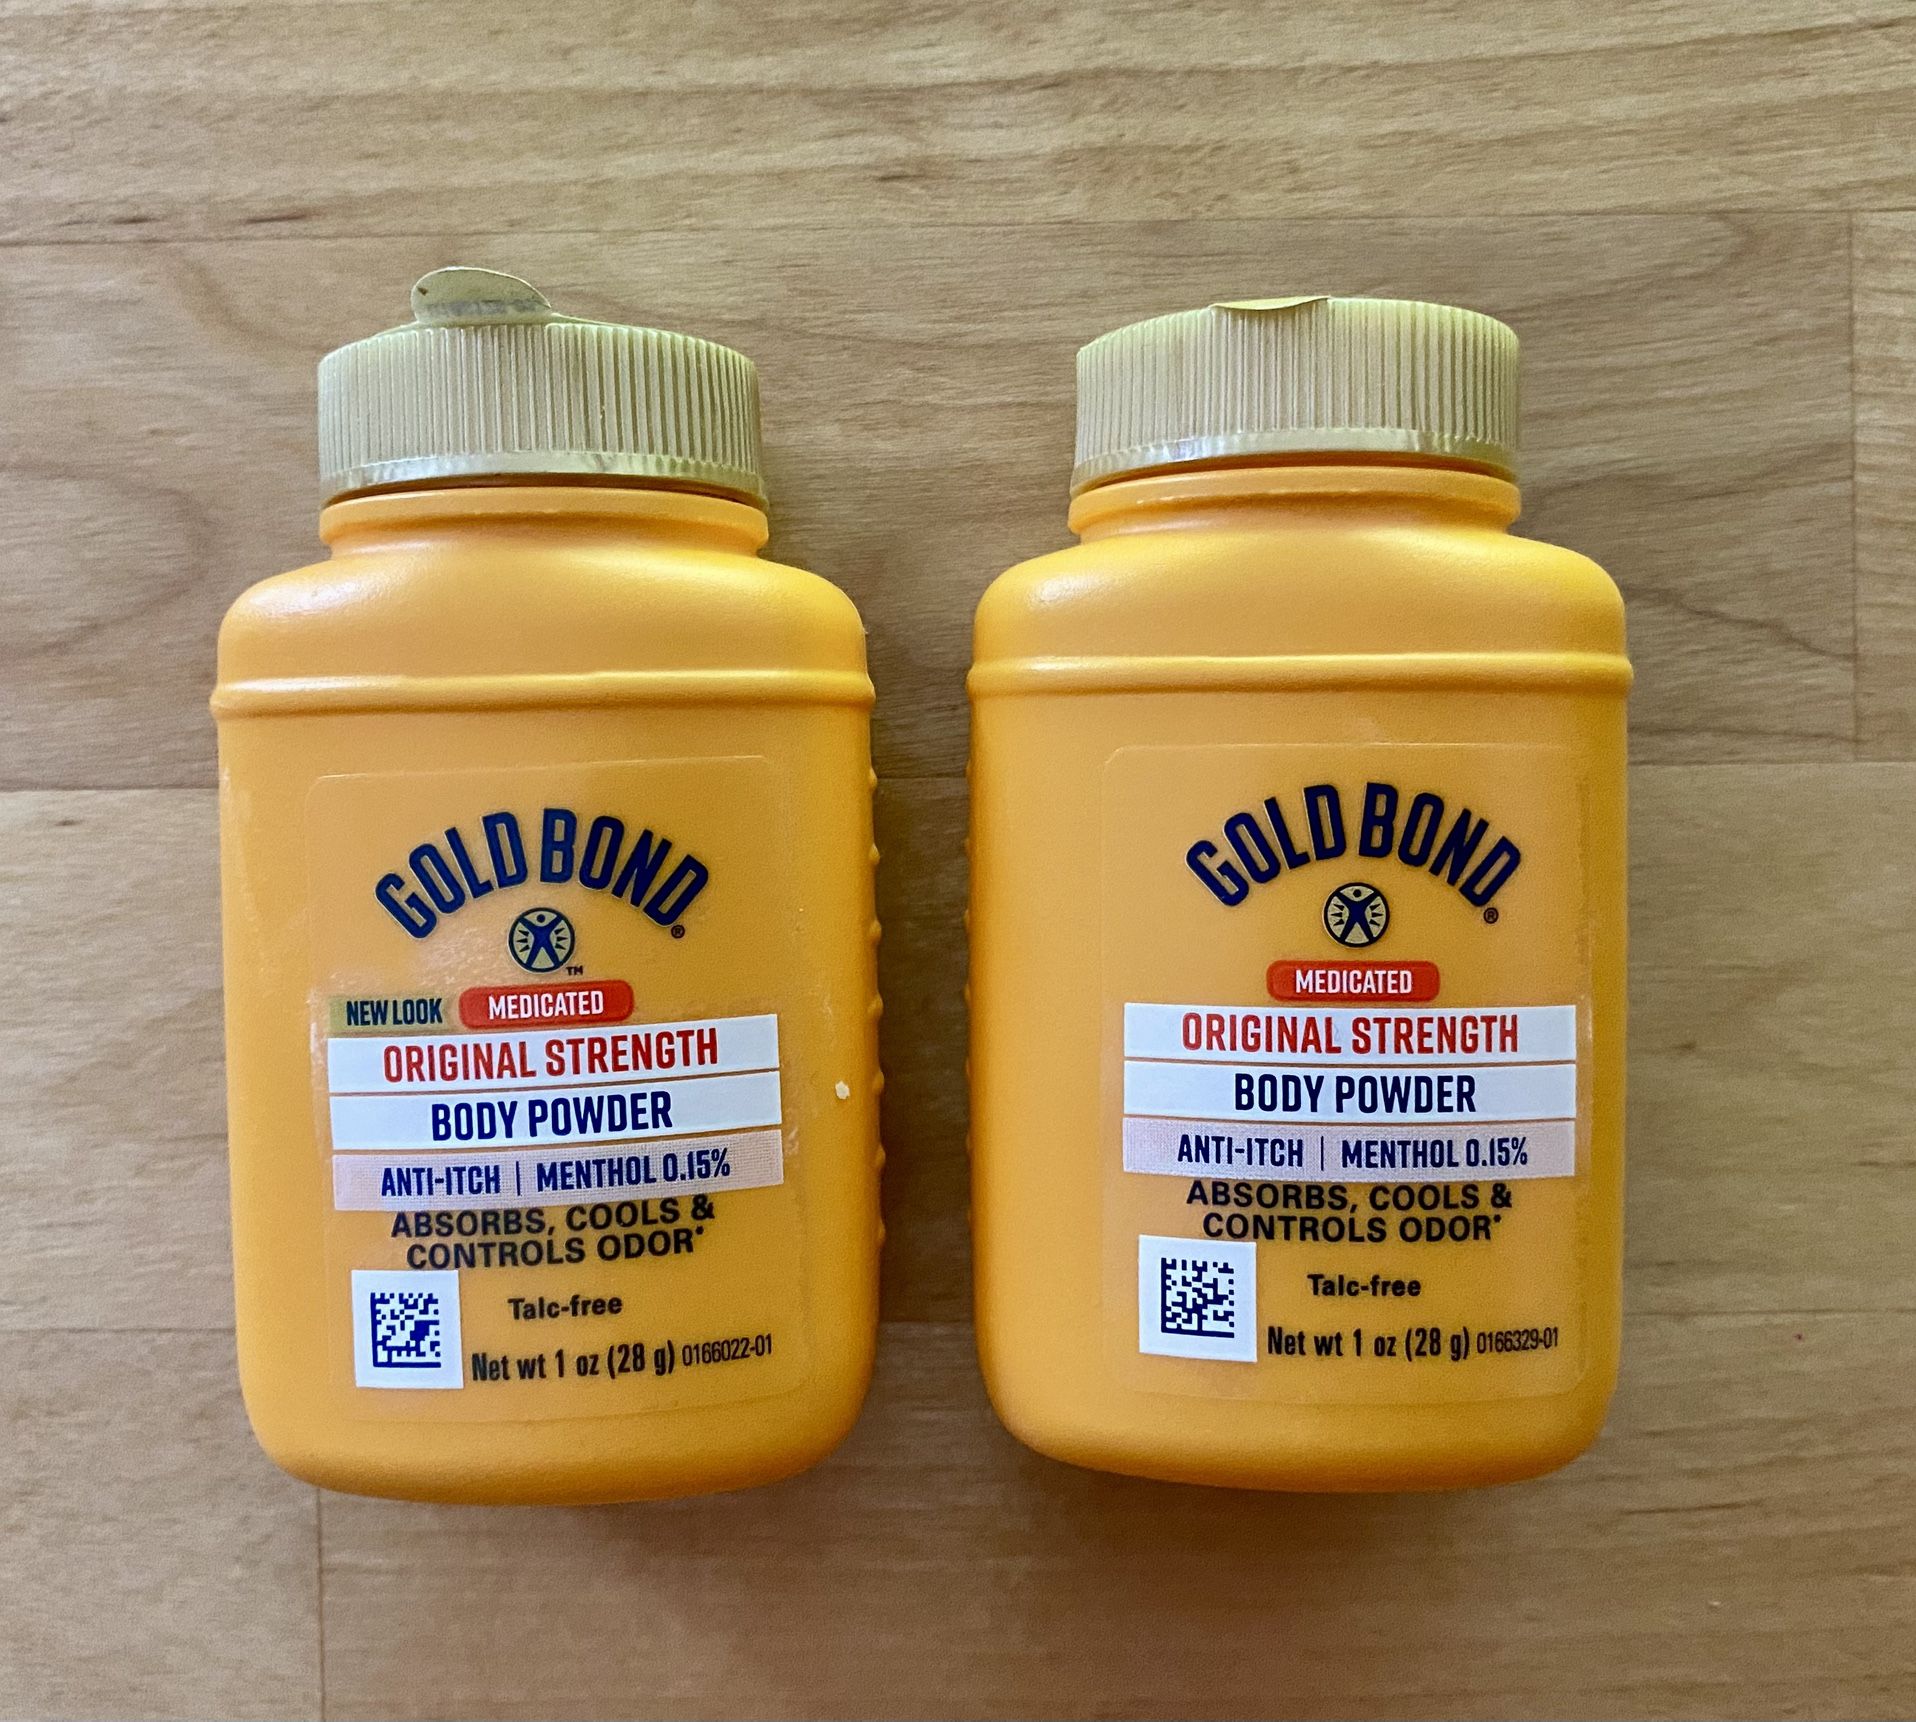 GOLD BOND®
™
NEW LOOK MEDICATED
ORIGINAL STRENGTH
BODY POWDER
ANTI-ITCH | MENTHOL 0.15%
ABSORBS, COOLS &
CONTROLS ODOR*
Talc-free
Net wt 1 oz (28 g) 0166022-01
GOLD BOND®
MEDICATED
ORIGINAL STRENGTH
BODY POWDER
ANTI-ITCH | MENTHOL 0.15%
ABSORBS, COOLS &
CONTROLS ODOR*
Talc-free
Net wt 1 oz (28 g) 0166329-01